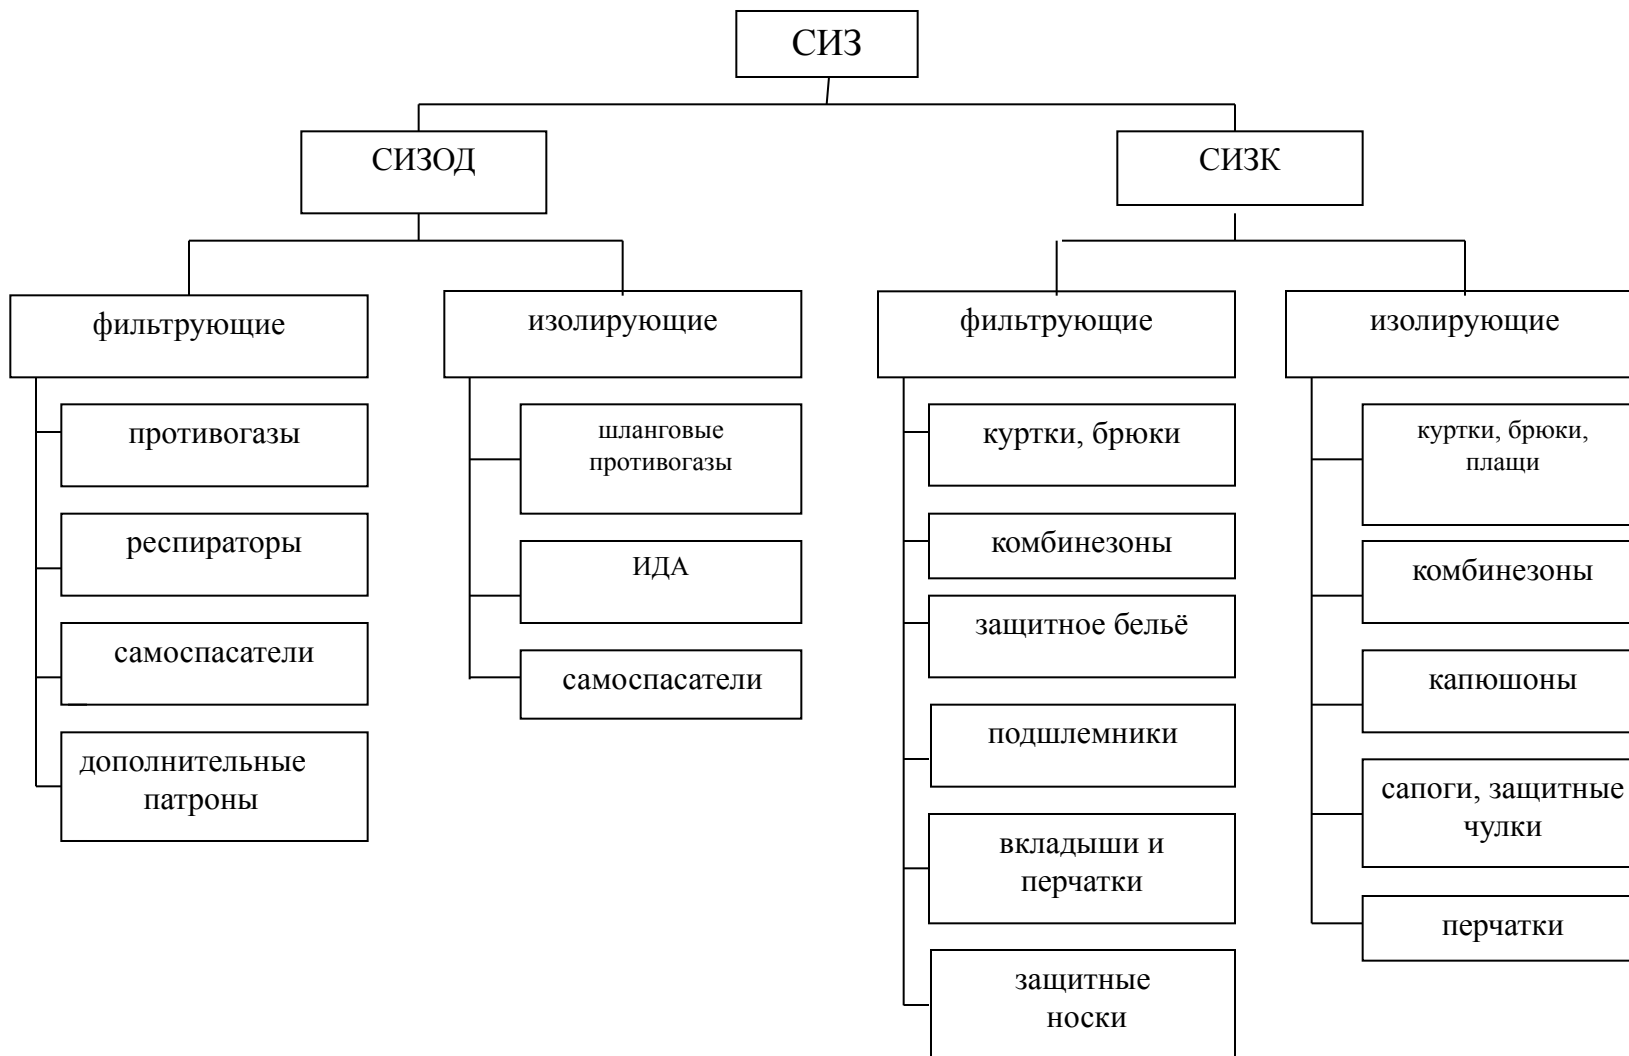 СИЗ
СИЗОД
СИЗК
фильтрующие
изолирующие
фильтрующие
изолирующие
противогазы
респираторы
самоспасатели
дополнительные
патроны
шланговые
противогазы
ИДА
самоспасатели
куртки, брюки
комбинезоны
защитное бельё
подшлемники
вкладыши и
перчатки
защитные
носки
куртки, брюки,
плащи
комбинезоны
капюшоны
сапоги, защитные
чулки
перчатки